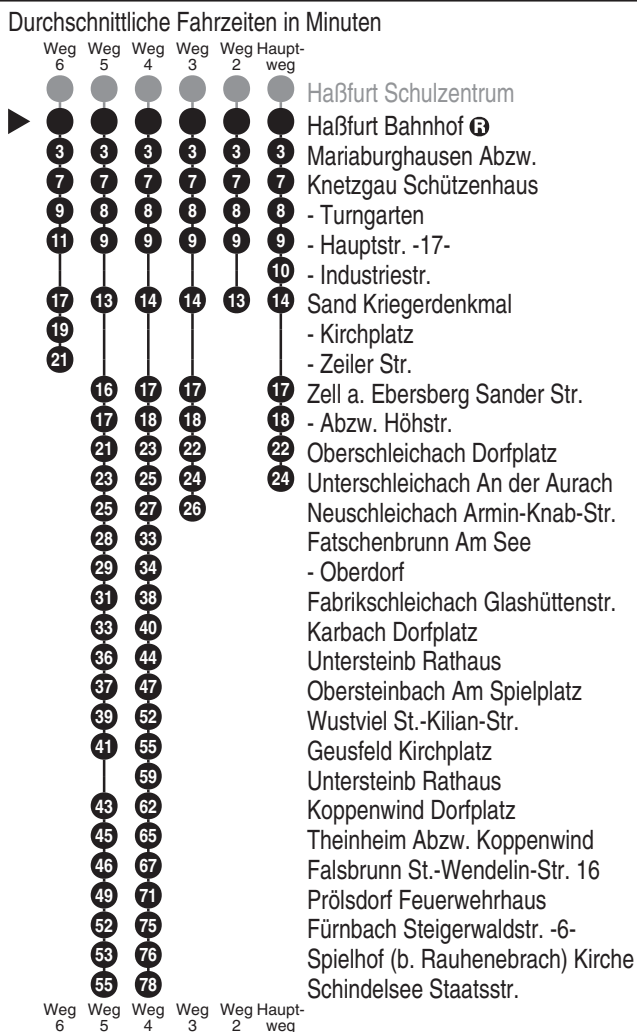 Durchschnittliche Fahrzeiten in Minuten
Weg 6 Weg 5 Weg 4 Weg 3 Weg 2 Haupt-weg
Haßfurt Schulzentrum
Haßfurt Bahnhof R
3 3 3 3 3 3 Mariaburghausen Abzw.
7 7 7 7 7 7 Knetzgau Schützenhaus
9 8 8 8 8 8 - Turngarten
11 9 9 9 9 9 - Hauptstr. -17-
10 - Industriestr.
17 13 14 14 13 14 Sand Kriegerdenkmal
19 - Kirchplatz
21 - Zeiler Str.
16 17 17 17 Zell a. Ebersberg Sander Str.
17 18 18 18 - Abzw. Höhstr.
21 23 22 22 Oberschleichach Dorfplatz
23 25 24 24 Unterschleichach An der Aurach
25 27 26 Neuschleichach Armin-Knab-Str.
28 33 Fatschenbrunn Am See
29 34 - Oberdorf
31 38 Fabrikschleichach Glashüttenstr.
33 40 Karbach Dorfplatz
36 44 Untersteinb Rathaus
37 47 Obersteinbach Am Spielplatz
39 52 Wustviel St.-Kilian-Str.
41 55 Geusfeld Kirchplatz
59 Untersteinb Rathaus
43 62 Koppenwind Dorfplatz
45 65 Theinheim Abzw. Koppenwind
46 67 Falsbrunn St.-Wendelin-Str. 16
49 71 Prölsdorf Feuerwehrhaus
52 75 Fürnbach Steigerwaldstr. -6-
53 76 Spielhof (b. Rauhenebrach) Kirche
55 78 Schindelsee Staatsstr.
Weg 6 Weg 5 Weg 4 Weg 3 Weg 2 Haupt-weg